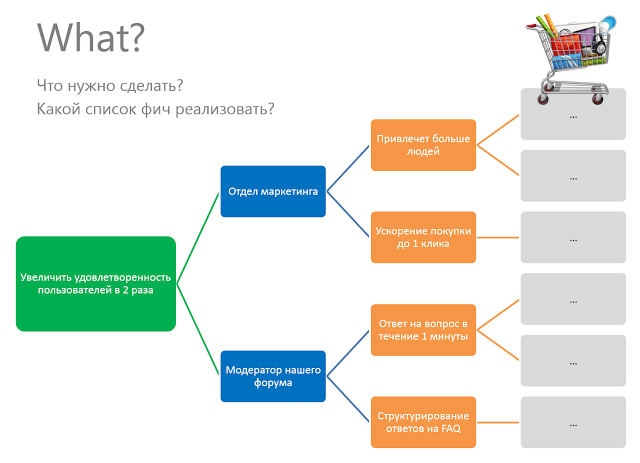 What?
Что нужно сделать?
Какой список фич реализовать?
Увеличить удовлетворенность
пользователей в 2 раза
Отдел маркетинга
Модератор нашего
форума
Привлечет больше
людей
Ускорение покупки
до 1 клика
Ответ на вопрос в
течение 1 минуты
Структурирование
ответов на FAQ
...
...
...
...
...
...